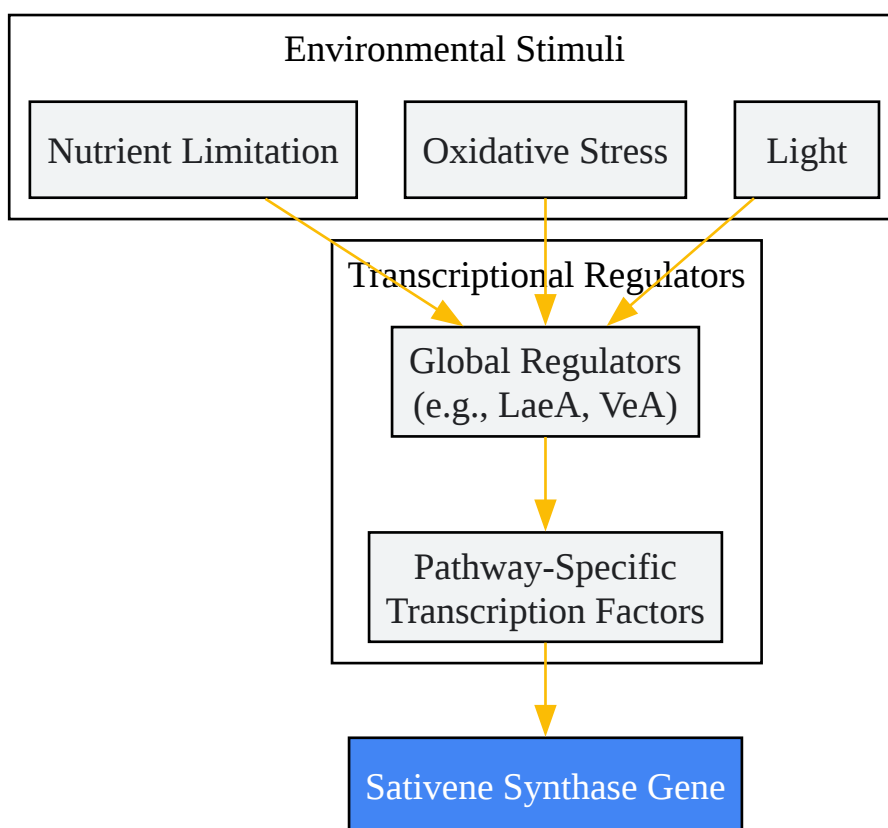 Environmental Stimuli
Nutrient Limitation
Oxidative Stress
Light
Transcriptional Regulators
Global Regulators
(e.g., LaeA, VeA)
Pathway-Specific
Transcription Factors
Sativene Synthase Gene